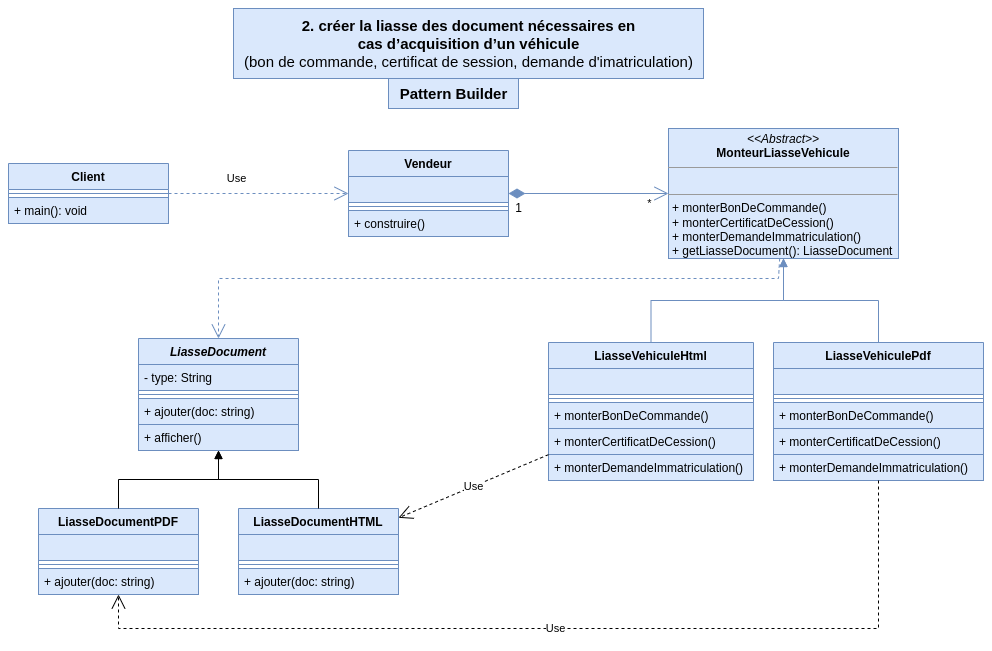 2. créer la liasse des document nécessaires en
cas d'acquisition d'un véhicule
(bon de commande, certificat de session, demande d'imatriculation)
Pattern Builder
Client
+ main(): void
Use
Vendeur
+ construire()
1
*
<<Abstract>>
MonteurLiasseVehicule
+ monterBonDeCommande()
+ monterCertificatDeCession()
+ monterDemandeImmatriculation()
+ getLiasseDocument(): LiasseDocument
LiasseDocument
- type: String
+ ajouter(doc: string)
+ afficher()
LiasseVehiculeHtml
+ monterBonDeCommande()
+ monterCertificatDeCession()
+ monterDemandeImmatriculation()
LiasseVehiculePdf
+ monterBonDeCommande()
+ monterCertificatDeCession()
+ monterDemandeImmatriculation()
Use
LiasseDocumentPDF
+ ajouter(doc: string)
LiasseDocumentHTML
+ ajouter(doc: string)
Use